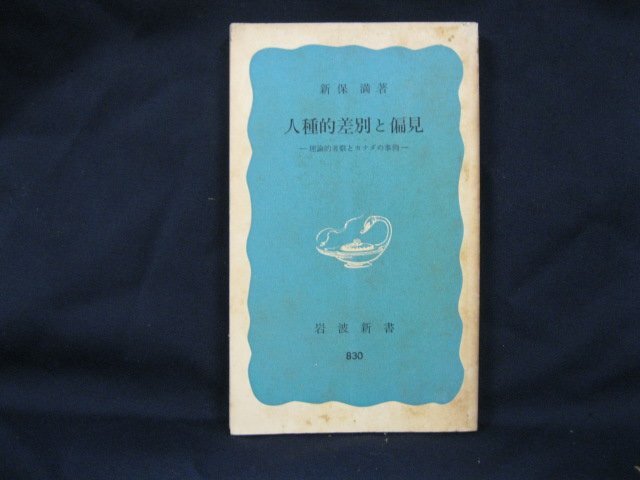 新保 満著
人種的差別と偏見
―理論的考察とカナダの事例―
岩波新書
830